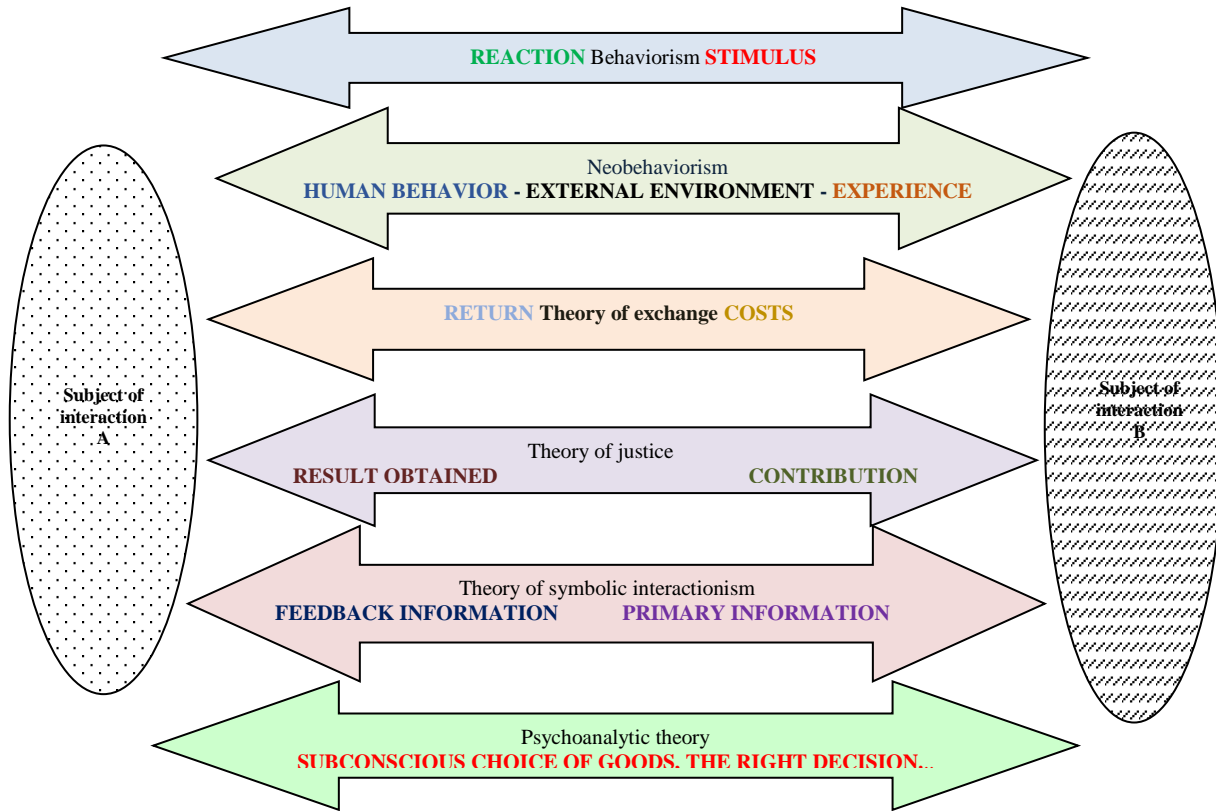 REACTION Behaviorism STIMULUS
Neobehaviorism
HUMAN BEHAVIOR - EXTERNAL ENVIRONMENT - EXPERIENCE
RETURN Theory of exchange COSTS
Subject of
interaction
A
Subject of
interaction
B
Theory of justice
RESULT OBTAINED CONTRIBUTION
Theory of symbolic interactionism
FEEDBACK INFORMATION PRIMARY INFORMATION
Psychoanalytic theory
SUBCONSCIOUS CHOICE OF GOODS, THE RIGHT DECISION...